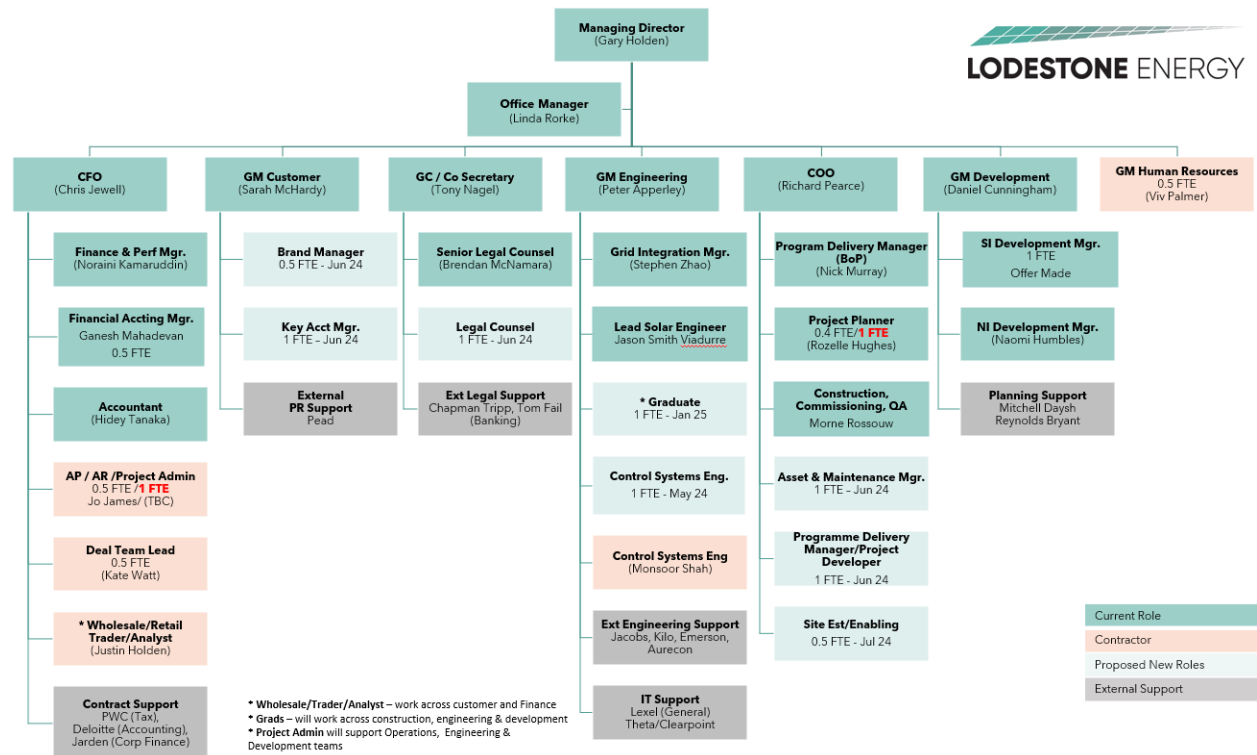 Managing Director
(Gary Holden)
LODESTONE ENERGY
Office Manager
(Linda Rorke)
CFO
(Chris Jewell)
GM Customer
(Sarah McHardy)
GC / Co Secretary
(Tony Nagel)
GM Engineering
(Peter Apperley)
COO
(Richard Pearce)
GM Development
(Daniel Cunningham)
GM Human Resources
0.5 FTE
(Viv Palmer)
Finance & Perf Mgr.
(Noraini Kamaruddin)
Financial Accting Mgr.
Ganesh Mahadevan
0.5 FTE
Accountant
(Hidey Tanaka)
AP / AR /Project Admin
0.5 FTE /1 FTE
Jo James/ (TBC)
Deal Team Lead
0.5 FTE
(Kate Watt)
* Wholesale/Retail
Trader/Analyst
(Justin Holden)
Contract Support
PWC (Tax),
Deloitte (Accounting),
Jarden (Corp Finance)
Brand Manager
0.5 FTE - Jun 24
Key Acct Mgr.
1 FTE – Jun 24
External
PR Support
Pead
Senior Legal Counsel
(Brendan McNamara)
Legal Counsel
1 FTE - Jun 24
Ext Legal Support
Chapman Tripp, Tom Fail
(Banking)
Grid Integration Mgr.
(Stephen Zhao)
Lead Solar Engineer
Jason Smith Viadurre
* Graduate
1 FTE - Jan 25
Control Systems Eng.
1 FTE - May 24
Control Systems Eng
(Monsoor Shah)
Ext Engineering Support
Jacobs, Kilo, Emerson,
Aurecon
IT Support
Lexel (General)
Theta/Clearpoint
Program Delivery Manager
(BoP)
(Nick Murray)
Project Planner
0.4 FTE/1 FTE
(Rozelle Hughes)
Construction,
Commissioning, QA
Morne Rossouw
Asset & Maintenance Mgr.
1 FTE – Jun 24
Programme Delivery
Manager/Project
Developer
1 FTE - Jun 24
Site Est/Enabling
0.5 FTE - Jul 24
SI Development Mgr.
1 FTE
Offer Made
NI Development Mgr.
(Naomi Humbles)
Planning Support
Mitchell Daysh
Reynolds Bryant
* Wholesale/Trader/Analyst – work across customer and Finance
* Grads – will work across construction, engineering & development
* Project Admin will support Operations, Engineering &
Development teams
Current Role
Contractor
Proposed New Roles
External Support